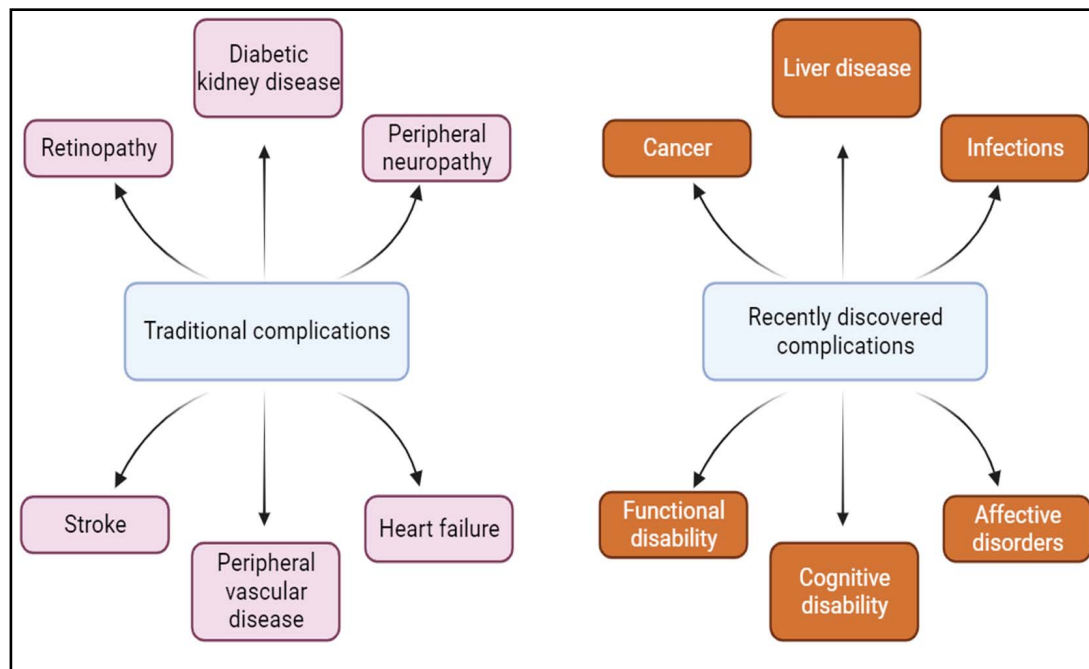 Diabetic
kidney disease
Retinopathy
Peripheral
neuropathy
Traditional complications
Stroke
Peripheral
vascular
disease
Heart failure
Liver disease
Cancer
Infections
Recently discovered
complications
Functional
disability
Cognitive
disability
Affective
disorders